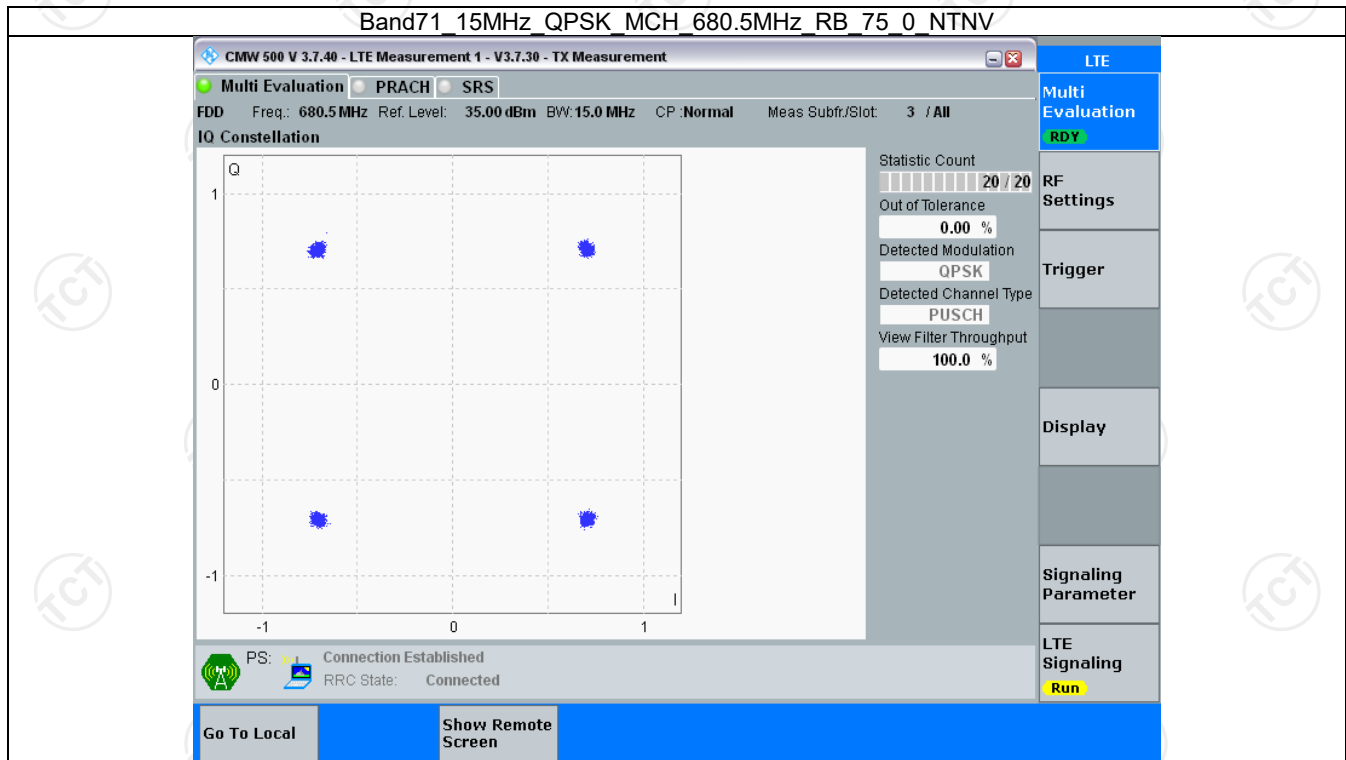 Band71_15MHz_QPSK_MCH_680.5MHz_RB_75_0_NTNV
CMW 500 V 3.7.40 - LTE Measurement 1 - V3.7.30 - TX Measurement
LTE
Multi Evaluation PRACH SRS
FDD Freq.: 680.5 MHz Ref. Level: 35.00 dBm BW: 15.0 MHz CP :Normal Meas Subfr./Slot: 3 / All
IQ Constellation
Q
1
0
-1
I
-1 0 1
Statistic Count
20 / 20
Out of Tolerance
0.00 %
Detected Modulation
QPSK
Detected Channel Type
PUSCH
View Filter Throughput
100.0 %
Multi
Evaluation
RDY
RF
Settings
Trigger
Display
Signaling
Parameter
LTE
Signaling
Run
PS: Connection Established
RRC State: Connected
Go To Local
Show Remote
Screen
TCT
TCT
TCT
TCT